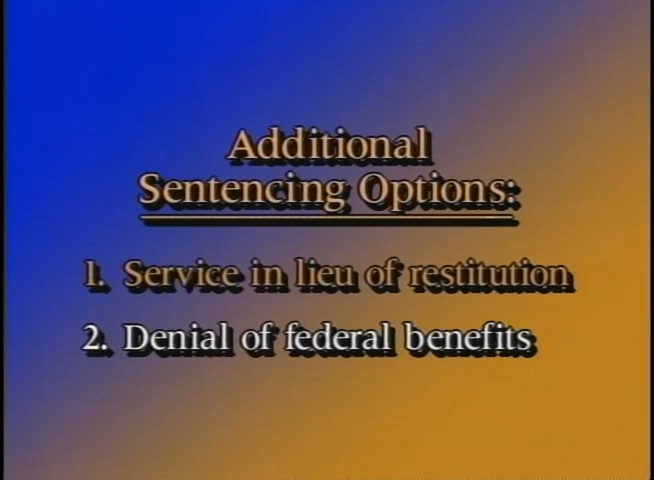 Additional
Sentencing Options:
1. Service in lieu of restitution
2. Denial of federal benefits